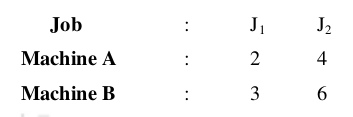 Job : J₁ J₂
Machine A : 2 4
Machine B : 3 6